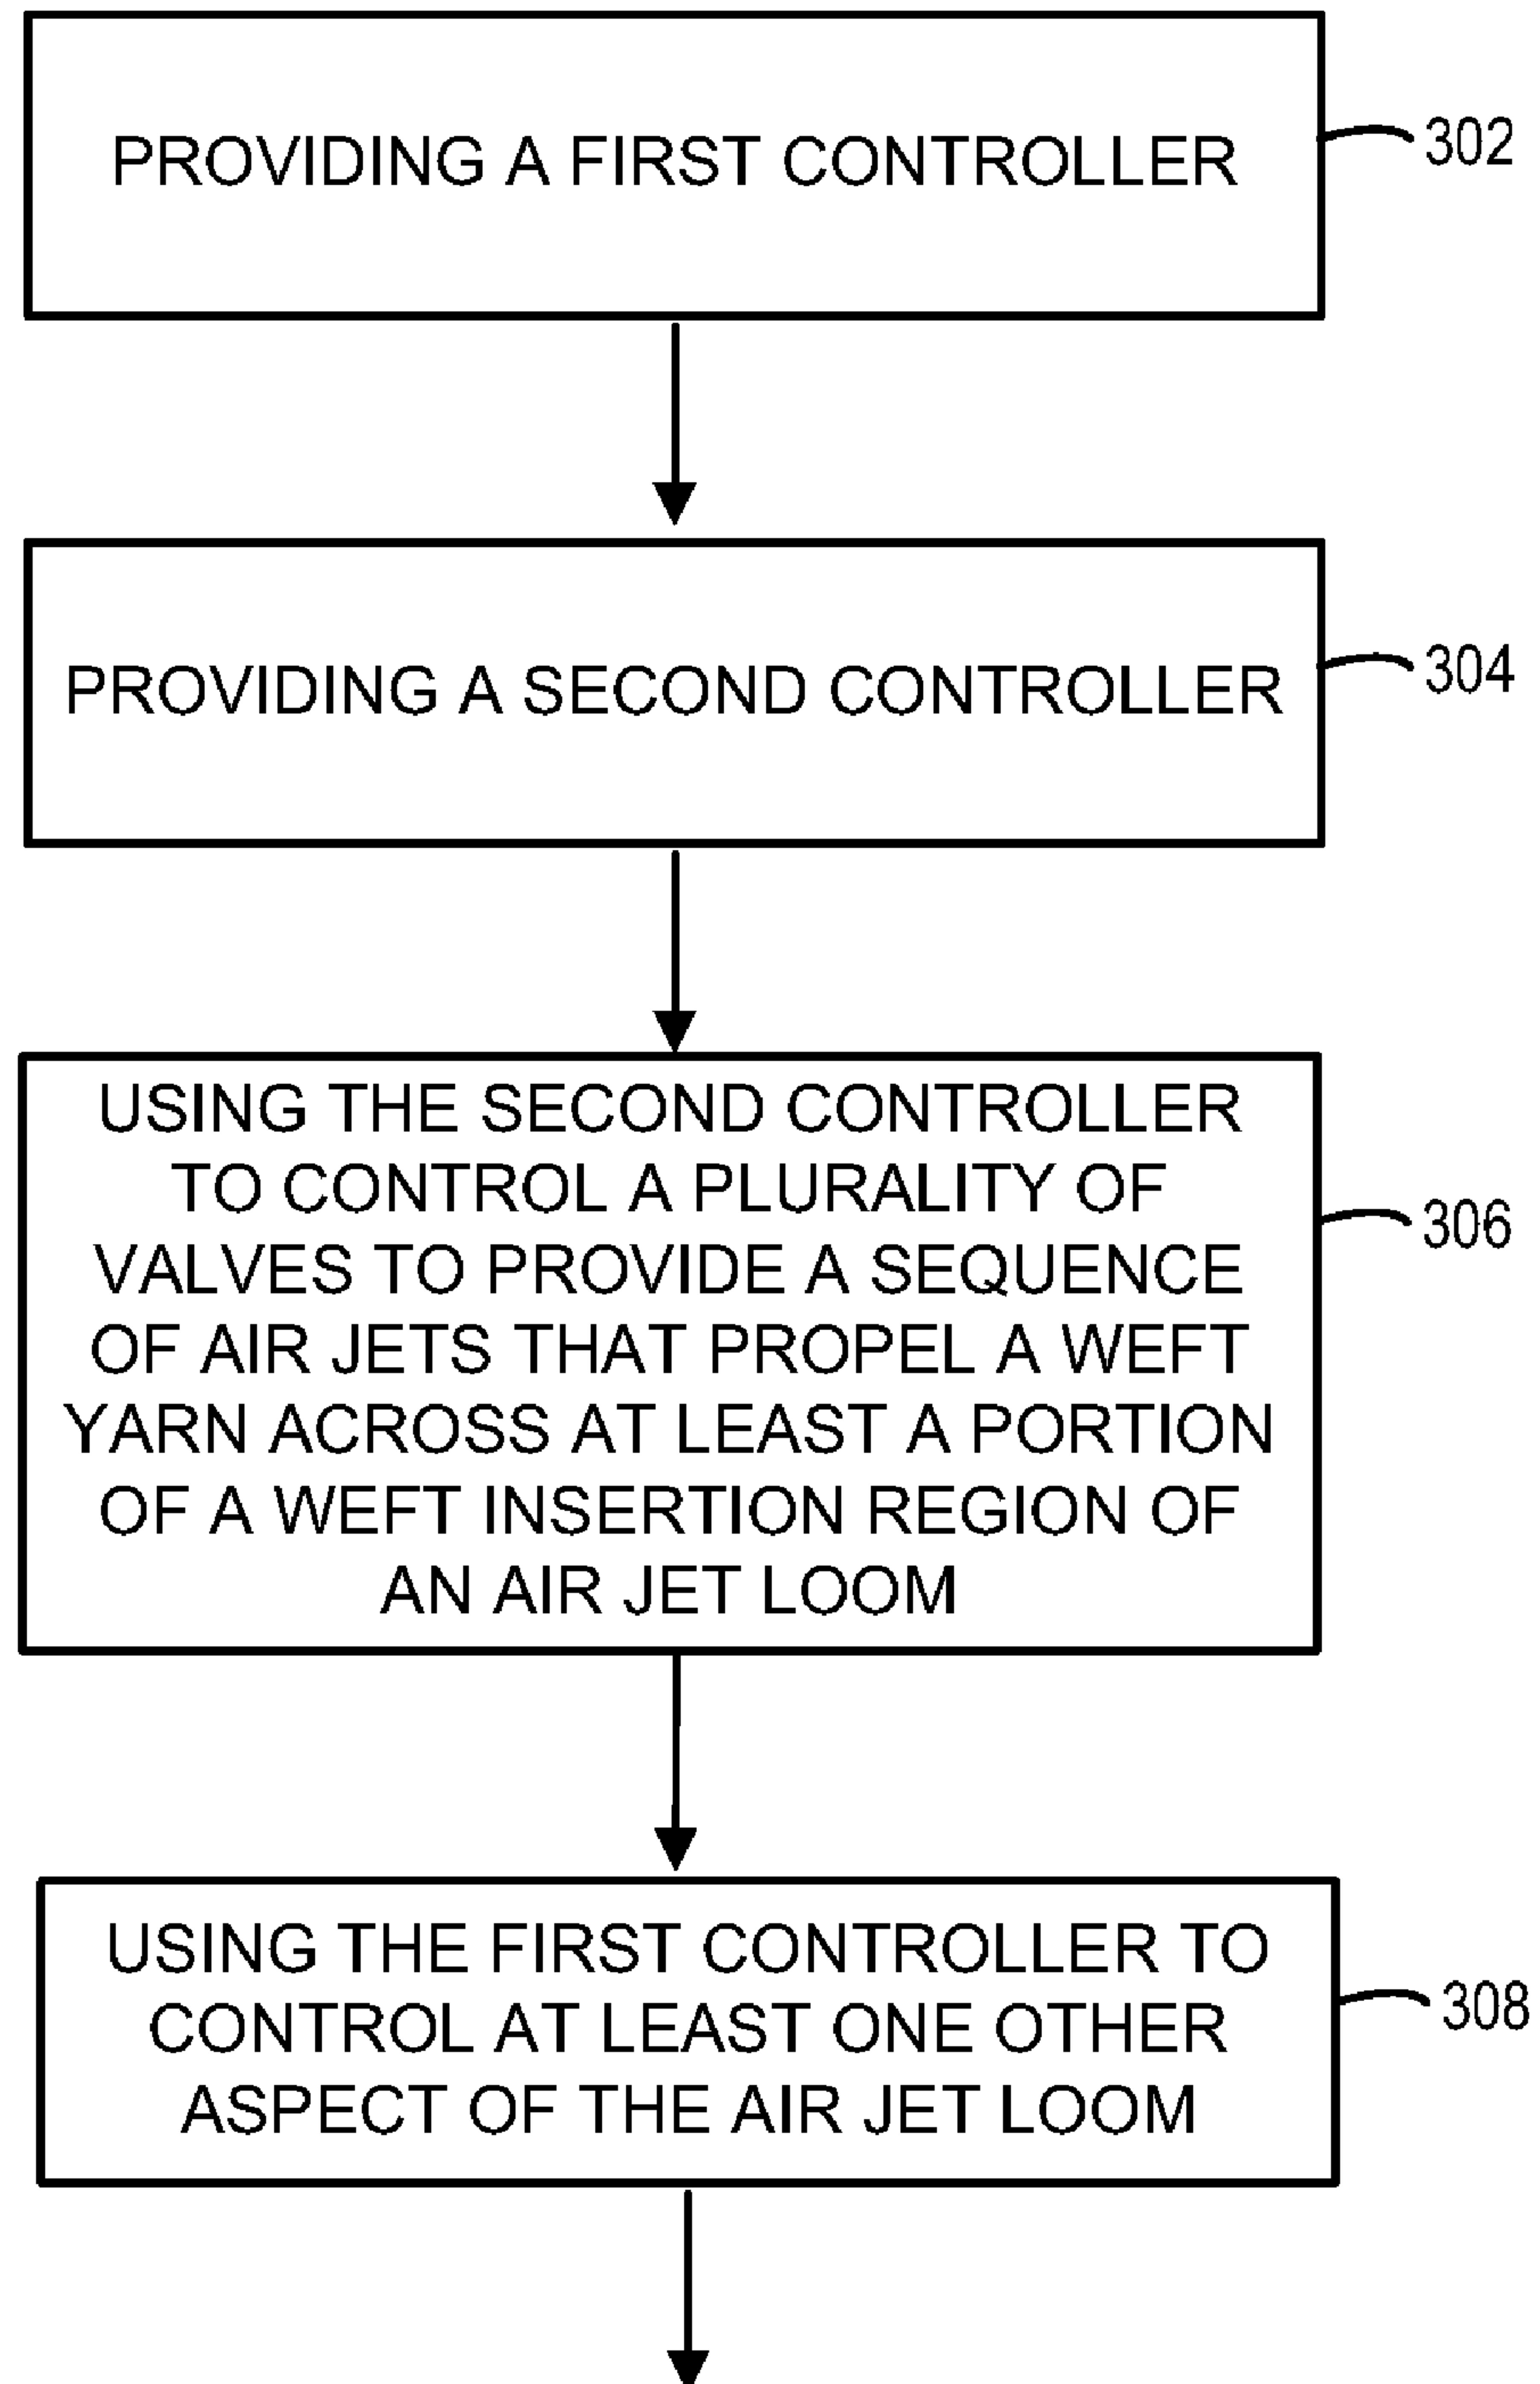 PROVIDING A FIRST CONTROLLER
302
PROVIDING A SECOND CONTROLLER
304
USING THE SECOND CONTROLLER
TO CONTROL A PLURALITY OF
VALVES TO PROVIDE A SEQUENCE
OF AIR JETS THAT PROPEL A WEFT
YARN ACROSS AT LEAST A PORTION
OF A WEFT INSERTION REGION OF
AN AIR JET LOOM
306
USING THE FIRST CONTROLLER TO
CONTROL AT LEAST ONE OTHER
ASPECT OF THE AIR JET LOOM
308